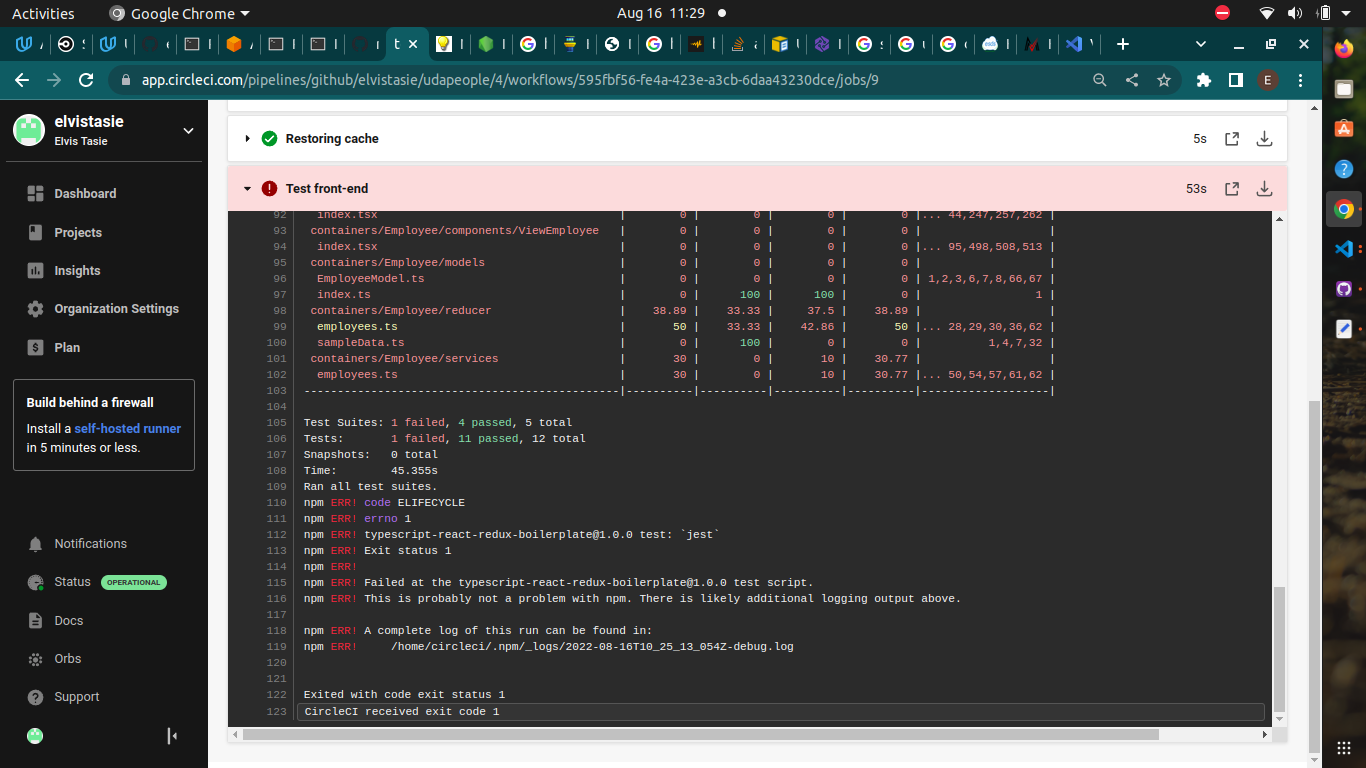 Activities
Google Chrome
Aug 16 11:29
t
app.circleci.com/pipelines/github/elvistasie/udapeople/4/workflows/595fbf56-fe4a-423e-a3cb-6daa43230dce/jobs/9
E
elvistasie
Elvis Tasie
Dashboard
Projects
Insights
Organization Settings
Plan
Build behind a firewall
Install a self-hosted runner
in 5 minutes or less.
Notifications
Status OPERATIONAL
Docs
Orbs
Support
Restoring cache 5s
Test front-end 53s
92 index.tsx | 0 | 0 | 0 | 0 |... 44,247,257,262 |
93 containers/Employee/components/ViewEmployee | 0 | 0 | 0 | 0 | |
94 index.tsx | 0 | 0 | 0 | 0 |... 95,498,508,513 |
95 containers/Employee/models | 0 | 0 | 0 | 0 | |
96 EmployeeModel.ts | 0 | 0 | 0 | 0 | 1,2,3,6,7,8,66,67 |
97 index.ts | 0 | 100 | 100 | 0 | 1 |
98 containers/Employee/reducer | 38.89 | 33.33 | 37.5 | 38.89 | |
99 employees.ts | 50 | 33.33 | 42.86 | 50 |... 28,29,30,36,62 |
100 sampleData.ts | 0 | 100 | 0 | 0 | 1,4,7,32 |
101 containers/Employee/services | 30 | 0 | 10 | 30.77 | |
102 employees.ts | 30 | 0 | 10 | 30.77 |... 50,54,57,61,62 |
103 -----------------------------------------------|----------|----------|----------|----------|-------------------|
104
105 Test Suites: 1 failed, 4 passed, 5 total
106 Tests: 1 failed, 11 passed, 12 total
107 Snapshots: 0 total
108 Time: 45.355s
109 Ran all test suites.
110 npm ERR! code ELIFECYCLE
111 npm ERR! errno 1
112 npm ERR! typescript-react-redux-boilerplate@1.0.0 test: `jest`
113 npm ERR! Exit status 1
114 npm ERR!
115 npm ERR! Failed at the typescript-react-redux-boilerplate@1.0.0 test script.
116 npm ERR! This is probably not a problem with npm. There is likely additional logging output above.
117
118 npm ERR! A complete log of this run can be found in:
119 npm ERR! /home/circleci/.npm/_logs/2022-08-16T10_25_13_054Z-debug.log
120
121
122 Exited with code exit status 1
123 CircleCI received exit code 1